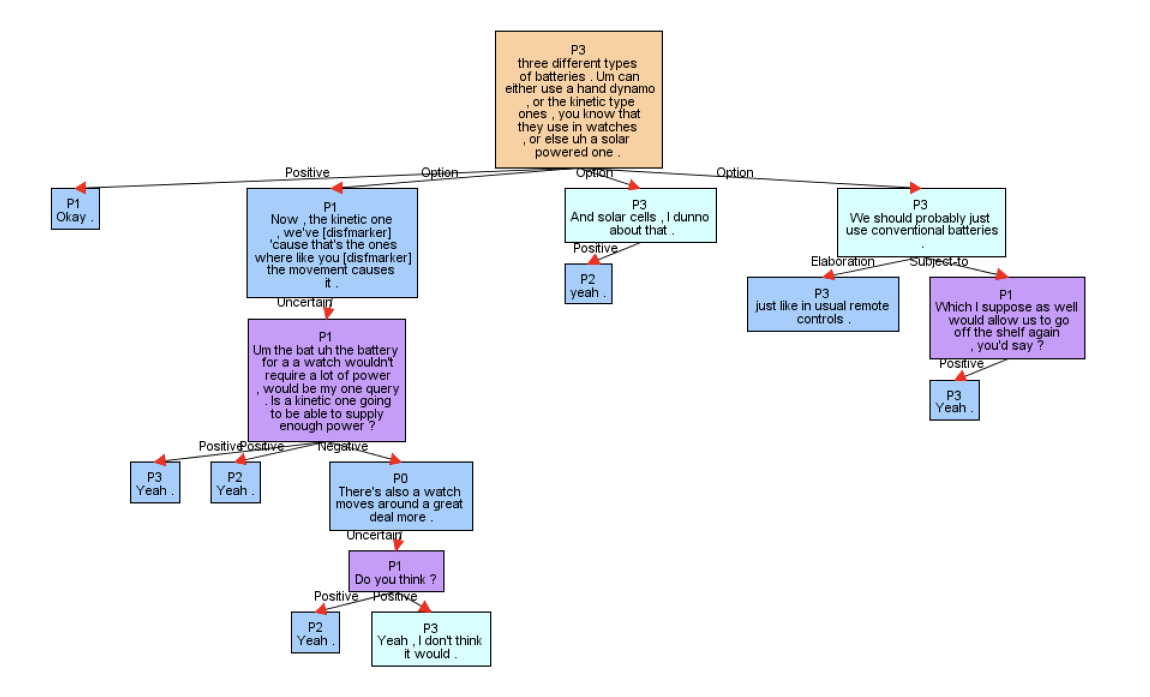 P3
three different types
of batteries . Um can
either use a hand dynamo
, or the kinetic type
ones , you know that
they use in watches
, or else uh a solar
powered one .
Positive
Option
Option
Option
P1
Okay .
P1
Now , the kinetic one
, we've [disfmarker]
'cause that's the ones
where like you [disfmarker]
the movement causes
it .
P3
And solar cells , I dunno
about that .
P3
We should probably just
use conventional batteries
.
Positive
Elaboration
Subject-to
P2
yeah .
P3
just like in usual remote
controls .
P1
Which I suppose as well
would allow us to go
off the shelf again
, you'd say ?
Uncertain
P1
Um the bat uh the battery
for a a watch wouldn't
require a lot of power
, would be my one query
. Is a kinetic one going
to be able to supply
enough power ?
Positive
P3
Yeah .
Positive
Positive
Negative
P3
Yeah .
P2
Yeah .
P0
There's also a watch
moves around a great
deal more .
Uncertain
P1
Do you think ?
Positive
Positive
P2
Yeah .
P3
Yeah , I don't think
it would .